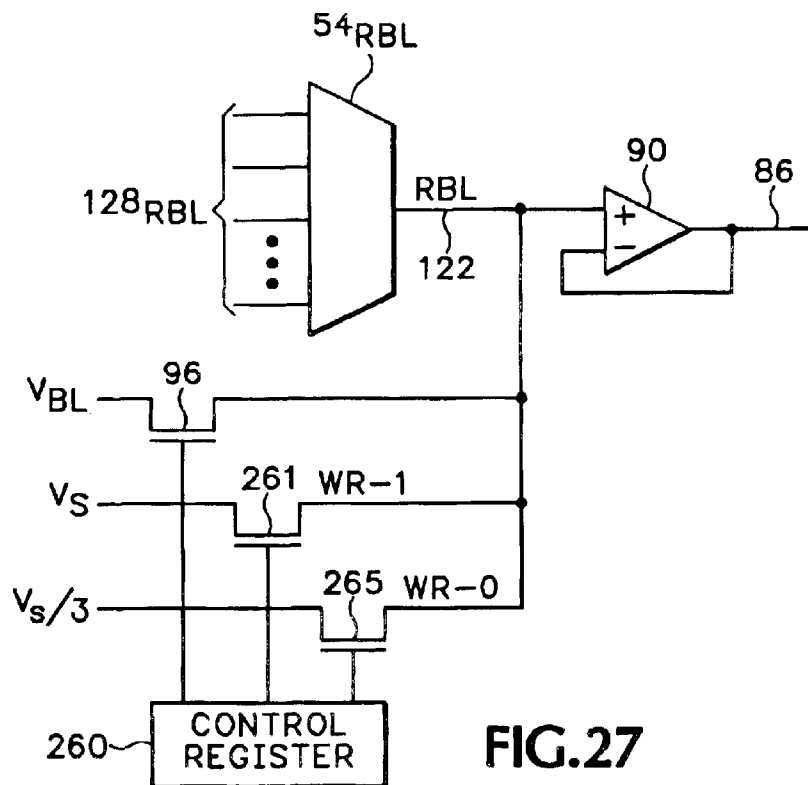 54RBL
128RBL
RBL
122
90
86
+
−
VBL
96
VS
261
WR-1
Vs/3
265
WR-0
260
CONTROL
REGISTER
FIG.27